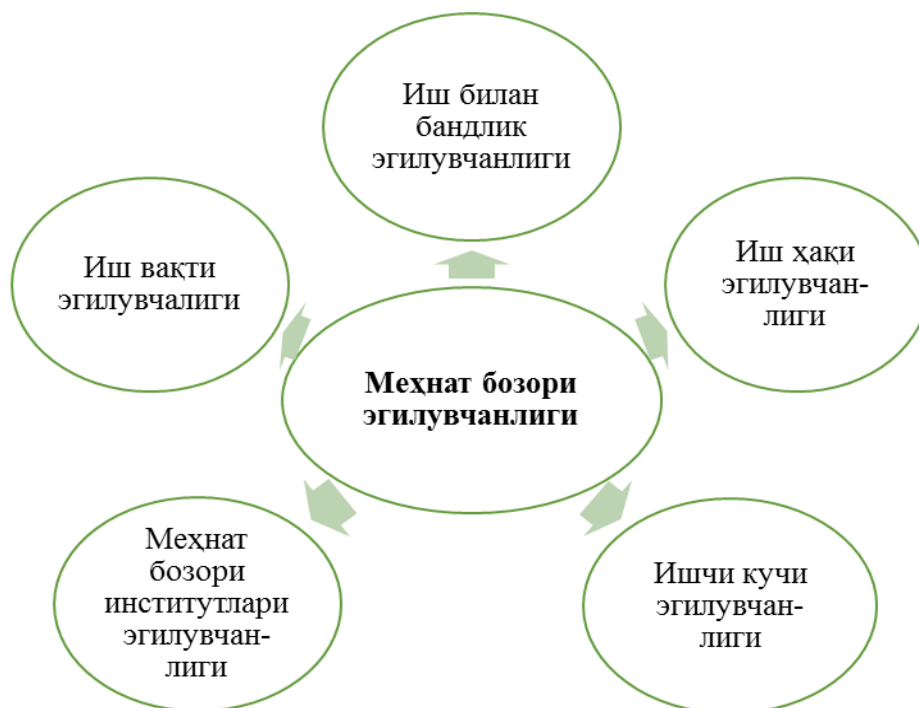 Иш билан
бандлик
эгилувчанлиги
Иш вақти
эгилувчалиги
Иш ҳақи
эгилувчан-
лиги
Меҳнат бозори
эгилувчанлиги
Меҳнат
бозори
институтлари
эгилувчан-
лиги
Ишчи кучи
эгилувчан-
лиги